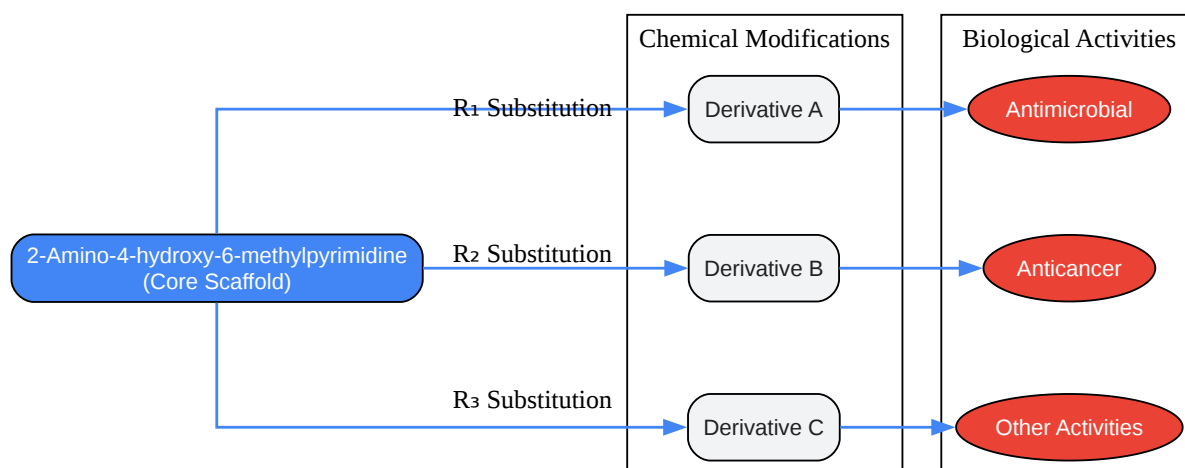 Chemical Modifications
Biological Activities
R₁ Substitution
Derivative A
Antimicrobial
2-Amino-4-hydroxy-6-methylpyrimidine
(Core Scaffold)
R₂ Substitution
Derivative B
Anticancer
R₃ Substitution
Derivative C
Other Activities